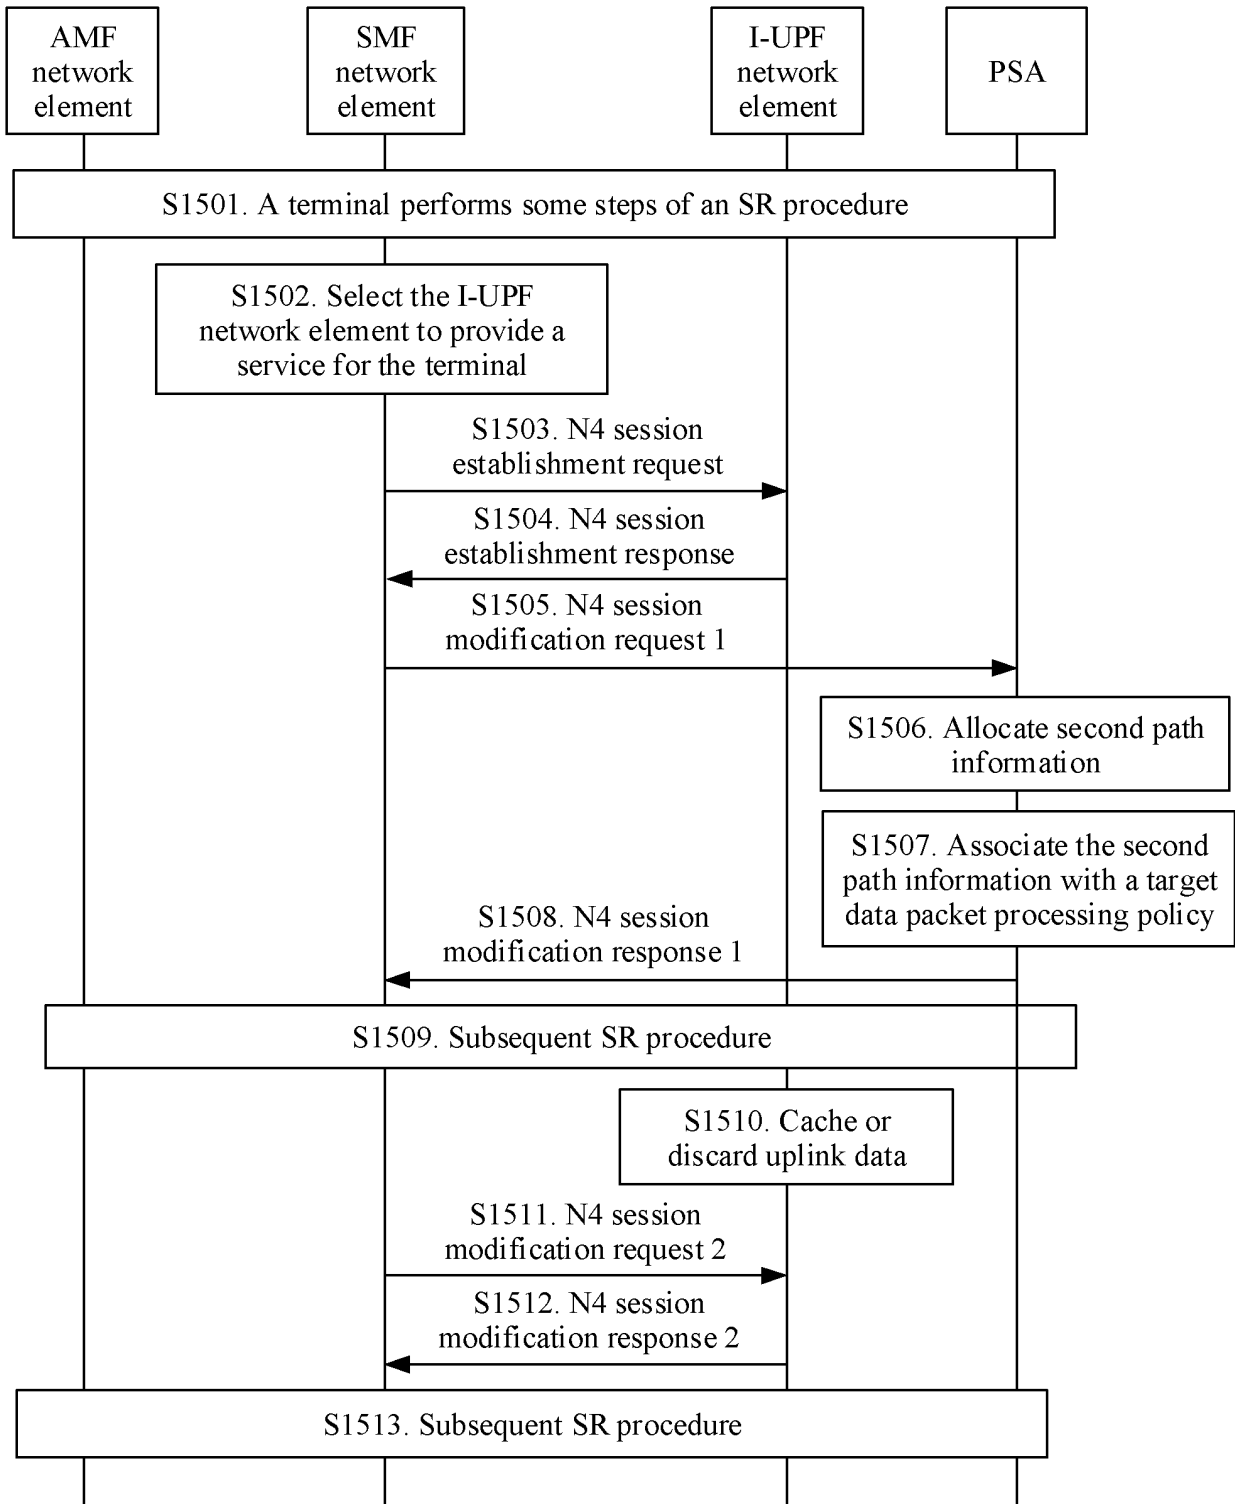 AMF
network
element
SMF
network
element
I-UPF
network
element
PSA
S1501. A terminal performs some steps of an SR procedure
S1502. Select the I-UPF
network element to provide a
service for the terminal
S1503. N4 session
establishment request
S1504. N4 session
establishment response
S1505. N4 session
modification request 1
S1506. Allocate second path
information
S1507. Associate the second
path information with a target
data packet processing policy
S1508. N4 session
modification response 1
S1509. Subsequent SR procedure
S1510. Cache or
discard uplink data
S1511. N4 session
modification request 2
S1512. N4 session
modification response 2
S1513. Subsequent SR procedure